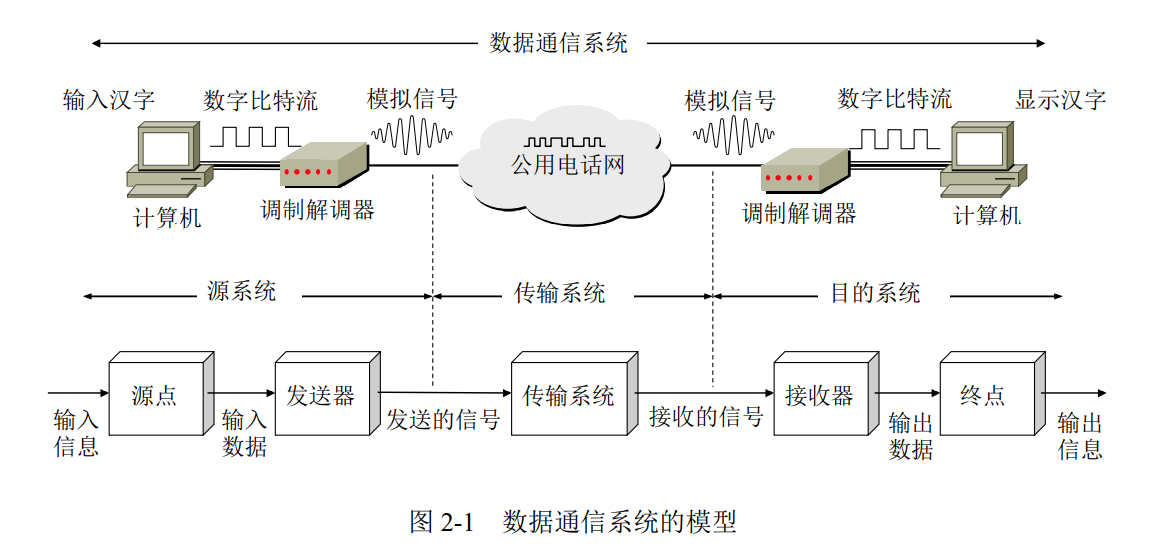 数据通信系统
输入汉字
数字比特流
模拟信号
模拟信号
数字比特流
显示汉字
公用电话网
计算机
调制解调器
调制解调器
计算机
源系统
传输系统
目的系统
源点
发送器
传输系统
接收器
终点
输入
信息
输入
数据
发送的信号
接收的信号
输出
数据
输出
信息
图 2-1 数据通信系统的模型